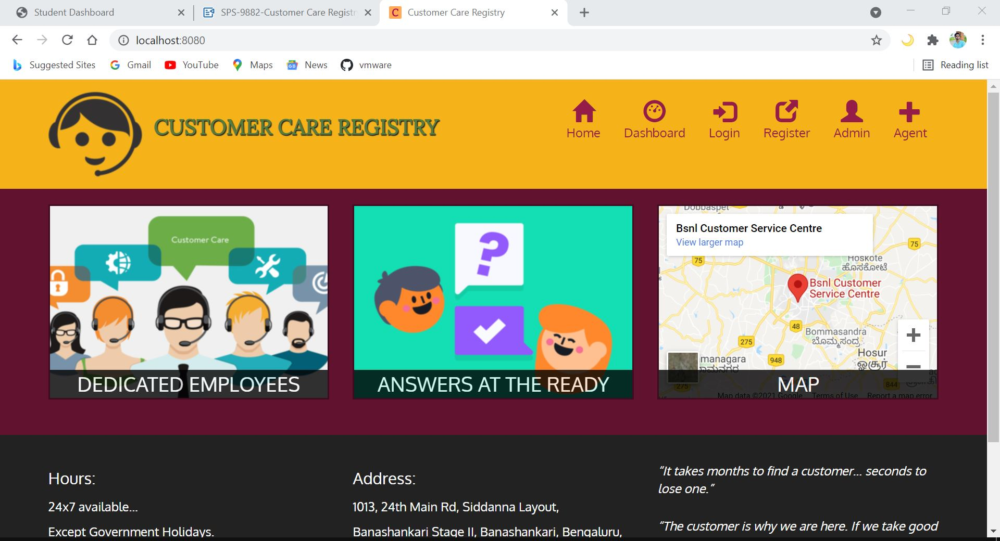 Student Dashboard
SPS-9882-Customer Care Registr
Customer Care Registry
localhost:8080
Suggested Sites
Gmail
YouTube
Maps
News
vmware
Reading list
CUSTOMER CARE REGISTRY
Home
Dashboard
Login
Register
Admin
Agent
Customer Care
DEDICATED EMPLOYEES
ANSWERS AT THE READY
Dobbaspet
Bsnl Customer Service Centre
View larger map
75
75
Hoskote
ಹೊಸಕೋಟೆ
Bsnl Customer
Service Centre
48
Bommasandra
ಬೊಮ್ಮಸಂದ್ರ
275
Hosur
ஓசூர்
948
manag​ara
ರಾಮನಗರ
275
844
MAP
Map data ©2021 Google
Terms of Use
Report a map error
Hours:
24x7 available...
Except Government Holidays.
Address:
1013, 24th Main Rd, Siddanna Layout,
Banashankari Stage II, Banashankari, Bengaluru,
“It takes months to find a customer... seconds to
lose one.”
“The customer is why we are here. If we take good